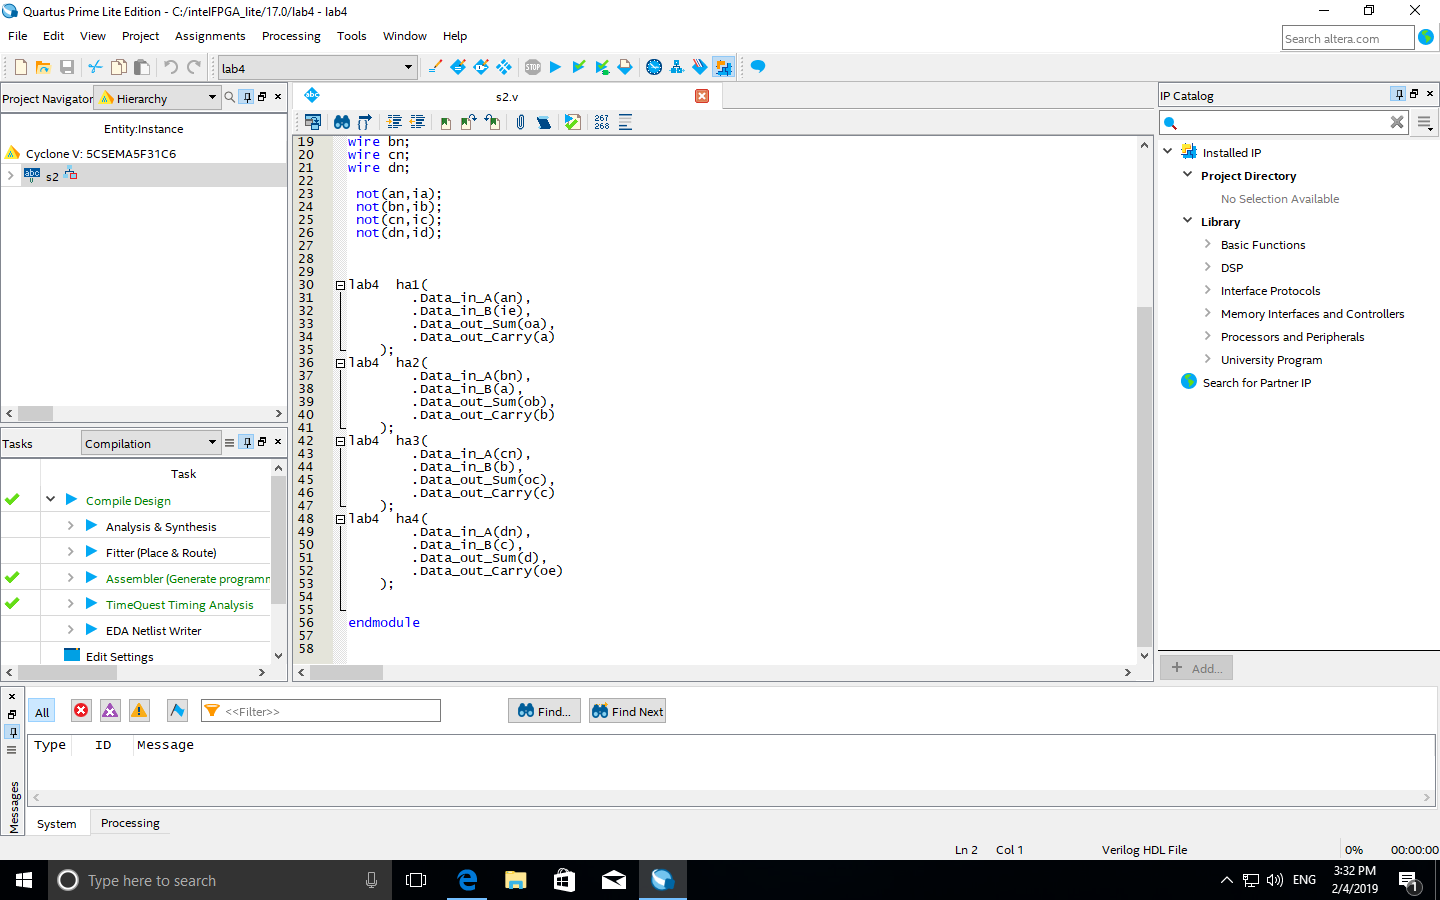 Quartus Prime Lite Edition - C:/intelFPGA_lite/17.0/lab4 - lab4
File Edit View Project Assignments Processing Tools Window Help
Search altera.com
lab4
STOP
Project Navigator Hierarchy
Entity:Instance
Cyclone V: 5CSEMA5F31C6
abc s2
abc s2.v
267
268
19 wire bn;
20 wire cn;
21 wire dn;
22
23 not(an,ia);
24 not(bn,ib);
25 not(cn,ic);
26 not(dn,id);
27
28
29
30 lab4 ha1(
31 .Data_in_A(an),
32 .Data_in_B(ie),
33 .Data_out_Sum(oa),
34 .Data_out_Carry(a)
35 );
36 lab4 ha2(
37 .Data_in_A(bn),
38 .Data_in_B(a),
39 .Data_out_Sum(ob),
40 .Data_out_Carry(b)
41 );
42 lab4 ha3(
43 .Data_in_A(cn),
44 .Data_in_B(b),
45 .Data_out_Sum(oc),
46 .Data_out_Carry(c)
47 );
48 lab4 ha4(
49 .Data_in_A(dn),
50 .Data_in_B(c),
51 .Data_out_Sum(d),
52 .Data_out_Carry(oe)
53 );
54
55
56 endmodule
57
58
IP Catalog
Installed IP
Project Directory
No Selection Available
Library
Basic Functions
DSP
Interface Protocols
Memory Interfaces and Controllers
Processors and Peripherals
University Program
Search for Partner IP
+ Add...
Tasks Compilation
Task
Compile Design
Analysis & Synthesis
Fitter (Place & Route)
Assembler (Generate programm
TimeQuest Timing Analysis
EDA Netlist Writer
Edit Settings
All <<Filter>> Find... Find Next
Type ID Message
Messages
System Processing
Ln 2 Col 1 Verilog HDL File 0% 00:00:00
Type here to search
ENG
3:32 PM
2/4/2019
1